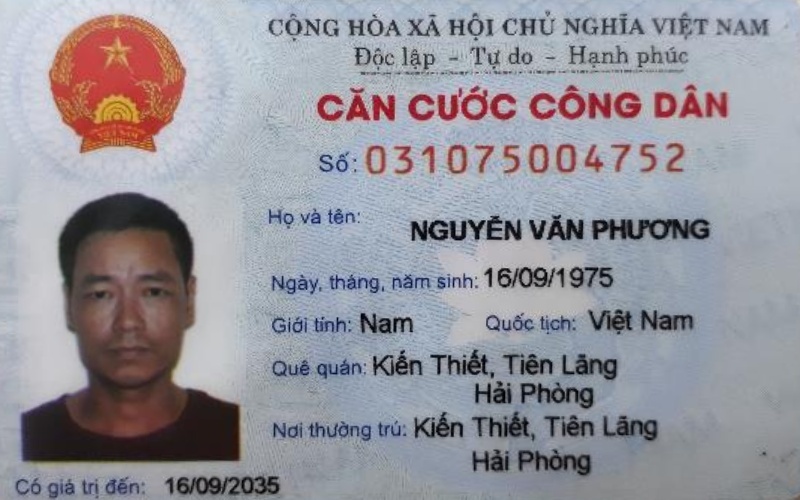 CỘNG HÒA XÃ HỘI CHỦ NGHĨA VIỆT NAM
Độc lập - Tự do - Hạnh phúc
CĂN CƯỚC CÔNG DÂN
Số: 031075004752
Họ và tên: NGUYỄN VĂN PHƯƠNG
Ngày, tháng, năm sinh: 16/09/1975
Giới tính: Nam Quốc tịch: Việt Nam
Quê quán: Kiến Thiết, Tiên Lãng
Hải Phòng
Nơi thường trú: Kiến Thiết, Tiên Lãng
Hải Phòng
Có giá trị đến: 16/09/2035